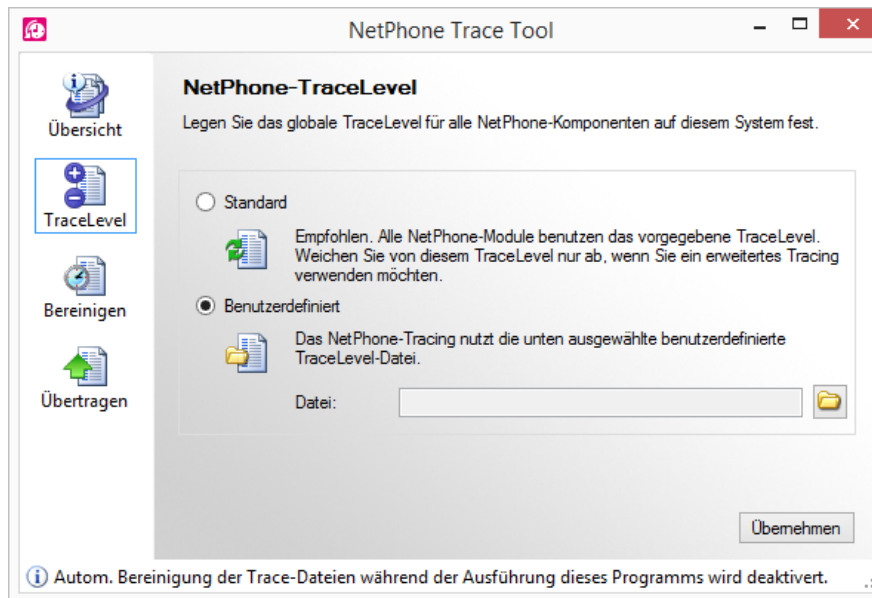 NetPhone Trace Tool
Übersicht
TraceLevel
Bereinigen
Übertragen
NetPhone-TraceLevel
Legen Sie das globale TraceLevel für alle NetPhone-Komponenten auf diesem System fest.
Standard
Empfohlen. Alle NetPhone-Module benutzen das vorgegebene TraceLevel.
Weichen Sie von diesem TraceLevel nur ab, wenn Sie ein erweitertes Tracing
verwenden möchten.
Benutzerdefiniert
Das NetPhone-Tracing nutzt die unten ausgewählte benutzerdefinierte
TraceLevel-Datei.
Datei:
Übernehmen
Autom. Bereinigung der Trace-Dateien während der Ausführung dieses Programms wird deaktivert.